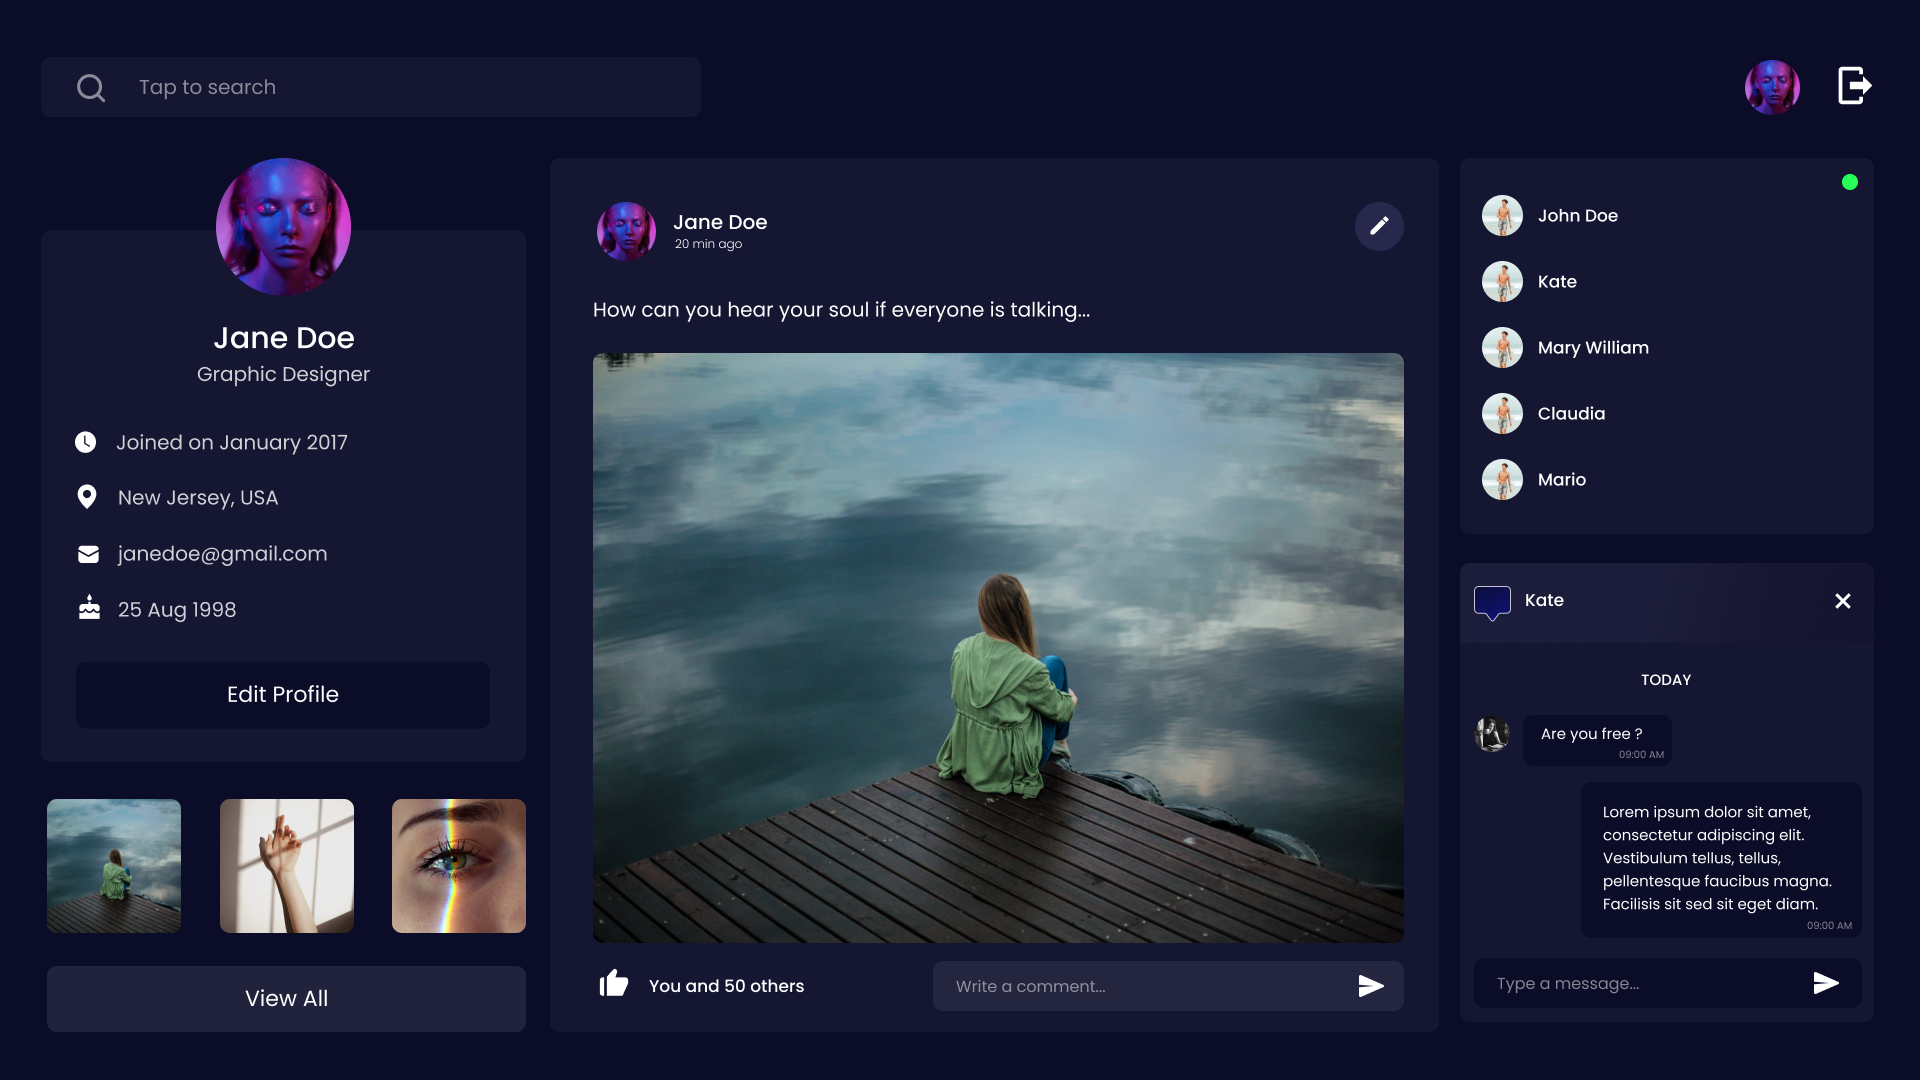 Tap to search
Jane Doe
Graphic Designer
Joined on January 2017
New Jersey, USA
janedoe@gmail.com
25 Aug 1998
Edit Profile
View All
Jane Doe
20 min ago
How can you hear your soul if everyone is talking...
You and 50 others
Write a comment...
John Doe
Kate
Mary William
Claudia
Mario
Kate
TODAY
Are you free ?
09:00 AM
Lorem ipsum dolor sit amet,
consectetur adipiscing elit.
Vestibulum tellus, tellus,
pellentesque faucibus magna.
Facilisis sit sed sit eget diam.
09:00 AM
Type a message...